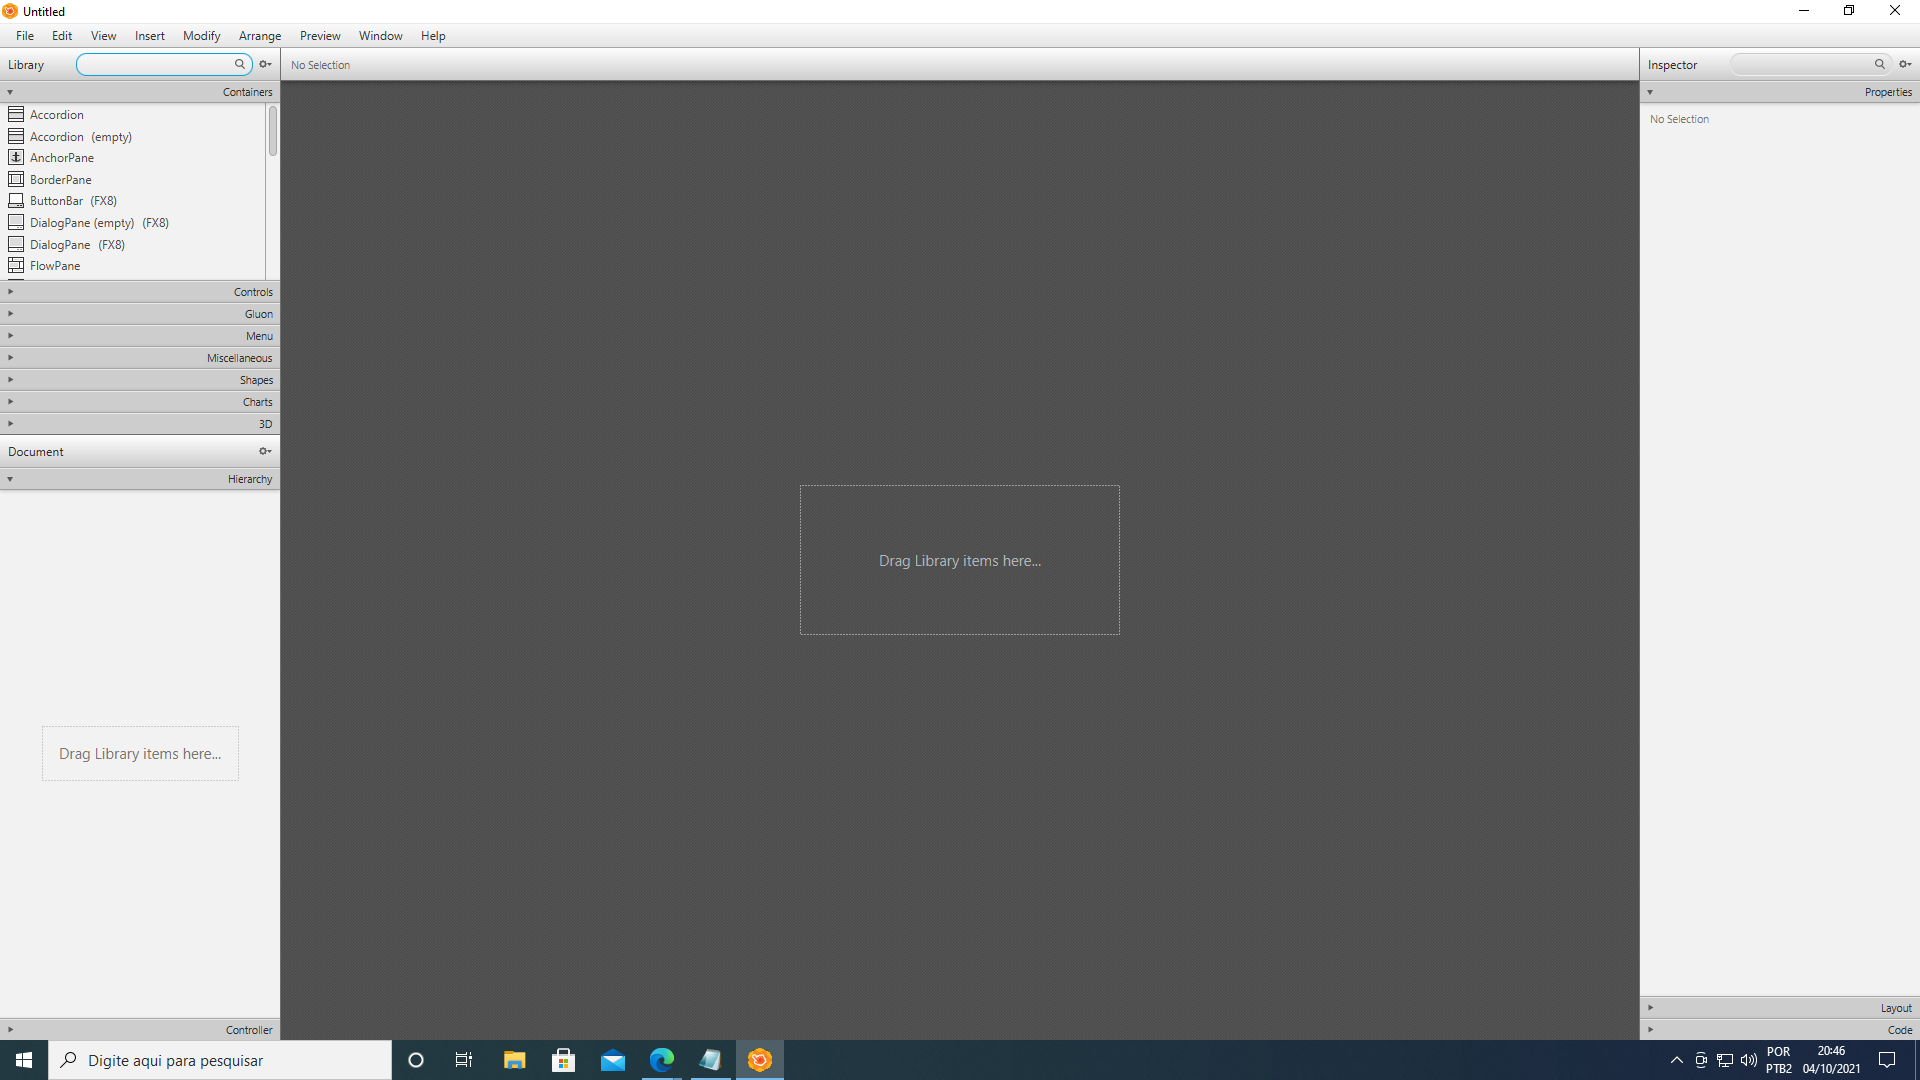 Untitled
File Edit View Insert Modify Arrange Preview Window Help
Library
No Selection
Inspector
Containers
Properties
Accordion
Accordion (empty)
AnchorPane
BorderPane
ButtonBar (FX8)
DialogPane (empty) (FX8)
DialogPane (FX8)
FlowPane
No Selection
Controls
Gluon
Menu
Miscellaneous
Shapes
Charts
3D
Document
Hierarchy
Drag Library items here...
Drag Library items here...
Controller
Layout
Code
Digite aqui para pesquisar
POR
PTB2
20:46
04/10/2021